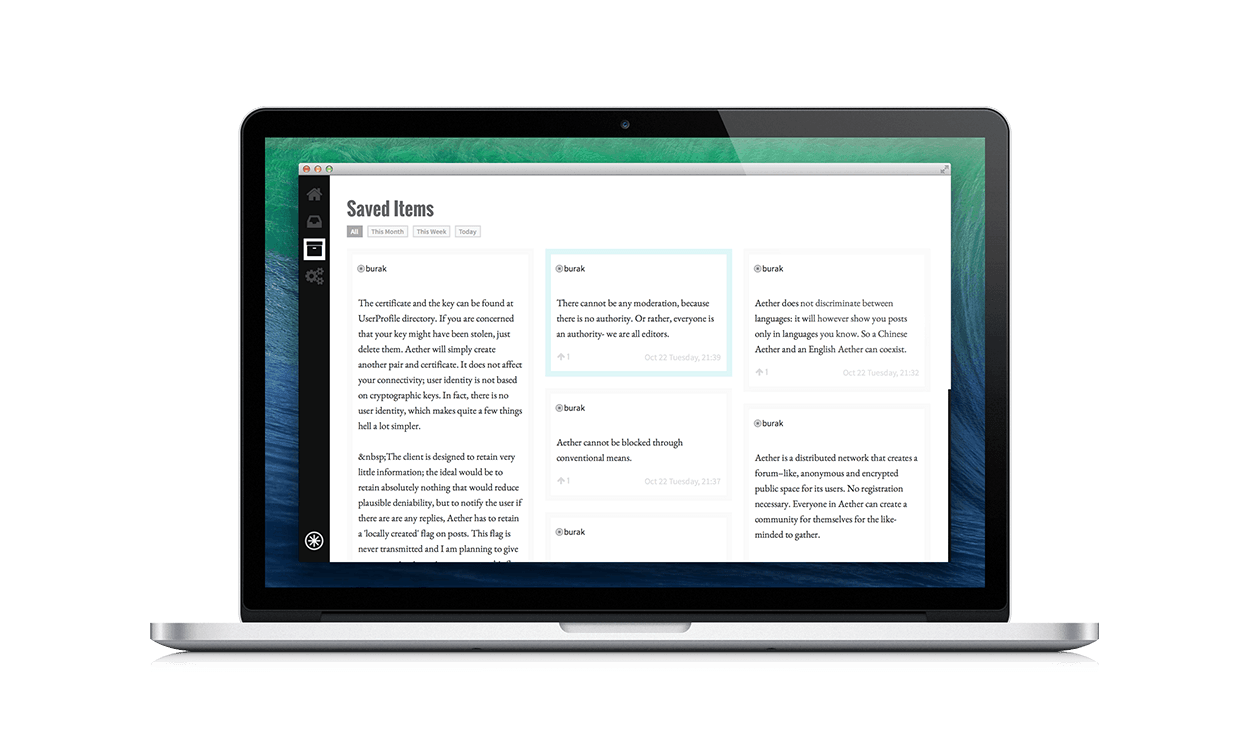 Saved Items
All This Month This Week Today
burak
The certificate and the key can be found at
UserProfile directory. If you are concerned
that your key might have been stolen, just
delete them. Aether will simply create
another pair and certificate. It does not affect
your connectivity; user identity is not based
on cryptographic keys. In fact, there is no
user identity, which makes quite a few things
hell a lot simpler.
&nbsp;The client is designed to retain very
little information; the ideal would be to
retain absolutely nothing that would reduce
plausible deniability, but to notify the user if
there are are any replies, Aether has to retain
a 'locally created' flag on posts. This flag is
never transmitted and I am planning to give
burak
There cannot be any moderation, because
there is no authority. Or rather, everyone is
an authority- we are all editors.
1 Oct 22 Tuesday, 21:39
burak
Aether cannot be blocked through
conventional means.
1 Oct 22 Tuesday, 21:37
burak
burak
Aether does not discriminate between
languages: it will however show you posts
only in languages you know. So a Chinese
Aether and an English Aether can coexist.
1 Oct 22 Tuesday, 21:32
burak
Aether is a distributed network that creates a
forum–like, anonymous and encrypted
public space for its users. No registration
necessary. Everyone in Aether can create a
community for themselves for the like-
minded to gather.